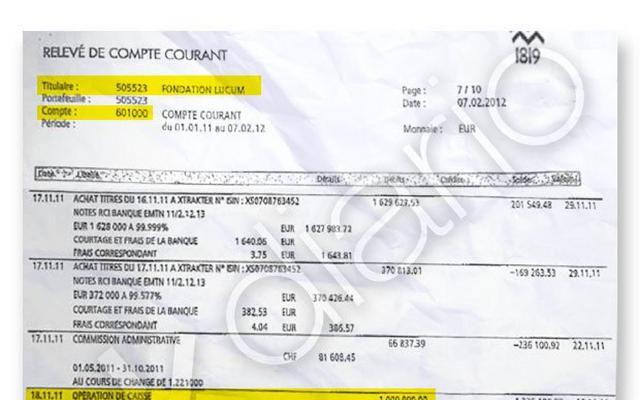 1819
RELEVÉ DE COMPTE COURANT
Titulaire : 505523 FONDATION LUCUM
Portefeuille : 505523
Compte : 601000 COMPTE COURANT
Période : du 01.01.11 au 07.02.12
Page : 7 / 10
Date : 07.02.2012
Monnaie : EUR
Date Libellé Détails Débits Crédits Soldes Valeur
17.11.11 ACHAT TITRES DU 16.11.11 A XTRAKTER N° ISIN : XS0708763452 1 629 627,53 201 549.48 29.11.11
NOTES RCI BANQUE EMTN 11/2.12.13
EUR 1 628 000 A 99.999% EUR 1 627 983.72
COURTAGE ET FRAIS DE LA BANQUE 1 640.06 EUR
FRAIS CORRESPONDANT 3.75 EUR 1 643.81
17.11.11 ACHAT TITRES DU 17.11.11 A XTRAKTER N° ISIN : XS0708763452 370 813.01 -169 263.53 29.11.11
NOTES RCI BANQUE EMTN 11/2.12.13
EUR 372 000 A 99.577% EUR 370 426.44
COURTAGE ET FRAIS DE LA BANQUE 382.53 EUR
FRAIS CORRESPONDANT 4.04 EUR 386.57
17.11.11 COMMISSION ADMINISTRATIVE 66 837.39 -236 100.92 22.11.11
CHF 81 608.45
01.05.2011 - 31.10.2011
AU COURS DE CHANGE DE 1.221000
18.11.11 OPÉRATION DE CAISSE
diario